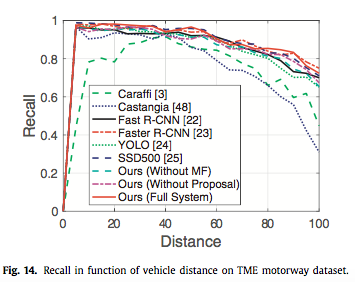 1
0.8
0.6
0.4
0.2
0
Recall
Caraffi [3]
Castangia [48]
Fast R-CNN [22]
Faster R-CNN [23]
YOLO [24]
SSD500 [25]
Ours (Without MF)
Ours (Without Proposal)
Ours (Full System)
0 20 40 60 80 100
Distance
Fig. 14. Recall in function of vehicle distance on TME motorway dataset.